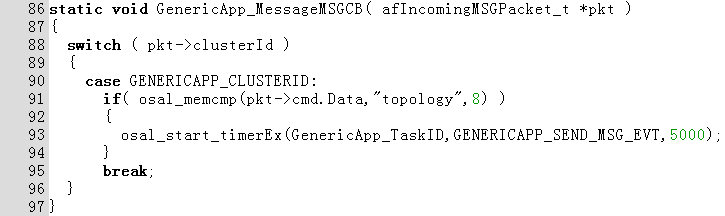 86 static void GenericApp_MessageMSGCB( afIncomingMSGPacket_t *pkt )
87 {
88   switch ( pkt->clusterId )
89   {
90     case GENERICAPP_CLUSTERID:
91       if( osal_memcmp(pkt->cmd.Data,"topology",8) )
92       {
93         osal_start_timerEx(GenericApp_TaskID,GENERICAPP_SEND_MSG_EVT,5000);
94       }
95       break;
96   }
97 }